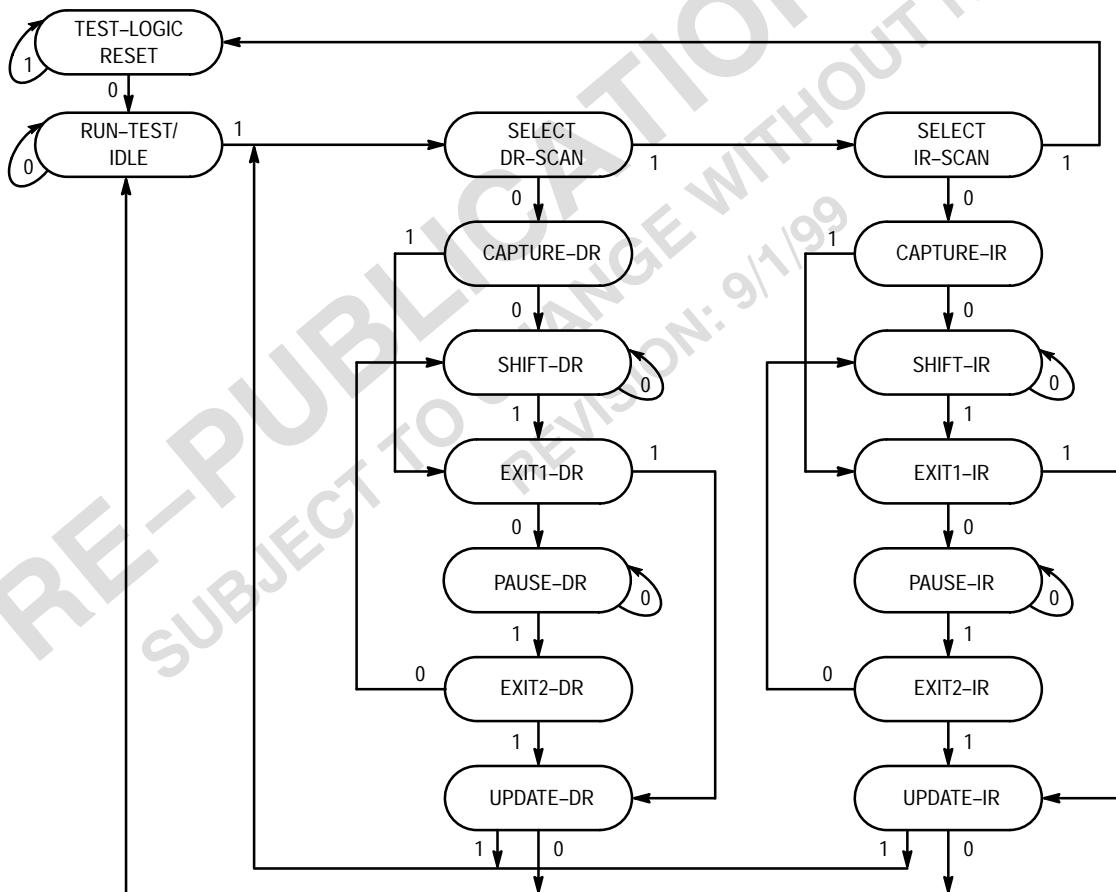 TEST–LOGIC
RESET
1
0
RUN–TEST/
IDLE
0
1
SELECT
DR–SCAN
1
SELECT
IR–SCAN
1
0
0
1
CAPTURE–DR
1
CAPTURE–IR
0
0
SHIFT–DR
0
SHIFT–IR
0
1
1
EXIT1–DR
1
EXIT1–IR
1
0
0
PAUSE–DR
0
PAUSE–IR
0
1
1
0
EXIT2–DR
0
EXIT2–IR
1
1
UPDATE–DR
UPDATE–IR
1
0
1
0
RE–PUBLICATION
SUBJECT TO CHANGE WITHOUT
REVISION: 9/1/99